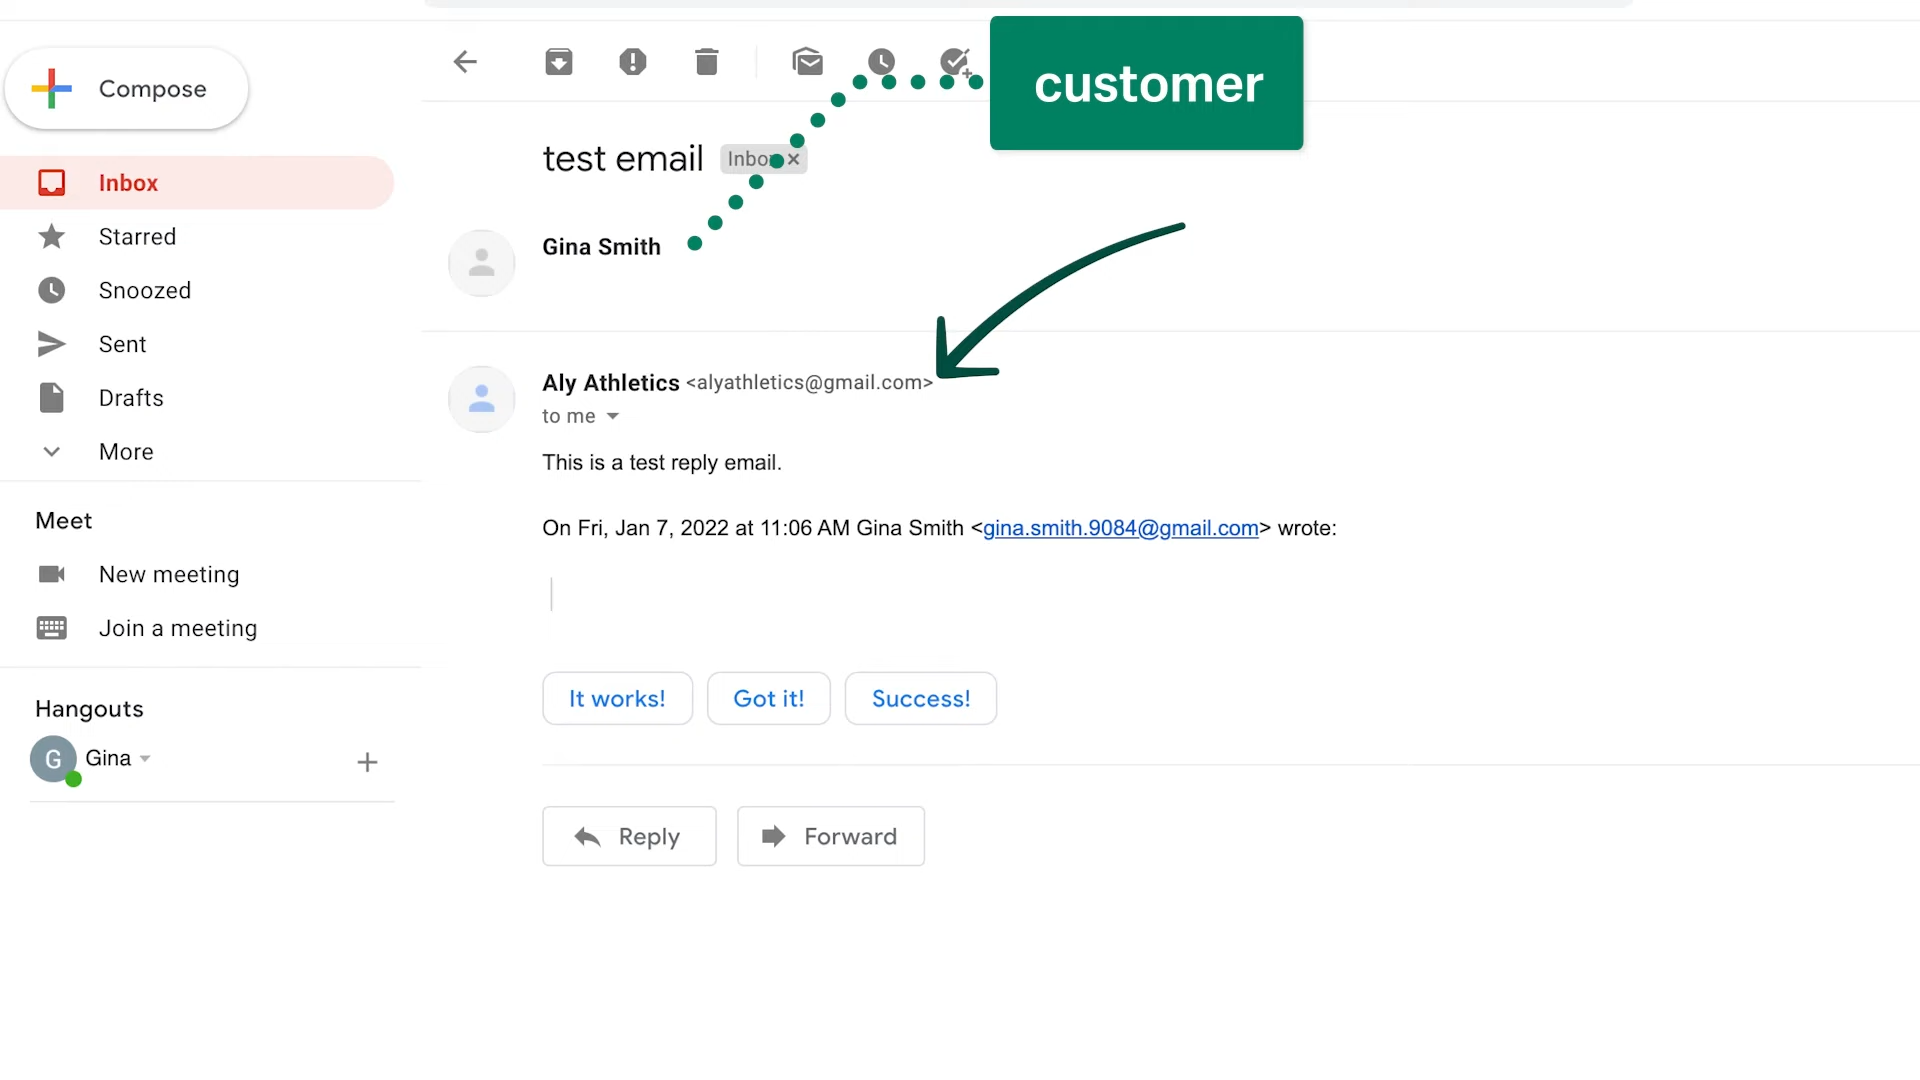 Compose
Inbox
Starred
Snoozed
Sent
Drafts
More
Meet
New meeting
Join a meeting
Hangouts
G Gina
customer
test email Inbox
Gina Smith
Aly Athletics <alyathletics@gmail.com>
to me
This is a test reply email.
On Fri, Jan 7, 2022 at 11:06 AM Gina Smith <gina.smith.9084@gmail.com> wrote:
It works! Got it! Success!
Reply Forward